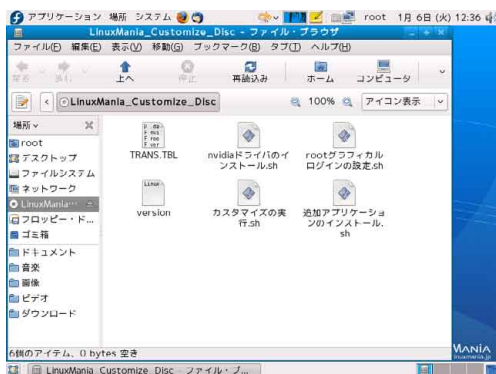 アプリケーション 場所 システム root 1月 6日 (火) 12:36
LinuxMania_Customize_Disc - ファイル・ブラウザ
ファイル(F) 編集(E) 表示(V) 移動(G) ブックマーク(B) タブ(T) ヘルプ(H)
上へ 停止 再読込み ホーム コンピュータ
LinuxMania_Customize_Disc 100% アイコン表示
場所
root
デスクトップ
ファイルシステム
ネットワーク
LinuxMania…
フロッピー・ド…
ゴミ箱
ドキュメント
音楽
画像
ビデオ
ダウンロード
TRANS.TBL
nvidiaドライバのインストール.sh
rootグラフィカルログインの設定.sh
version
カスタマイズの実行.sh
追加アプリケーションのインストール.sh
6個のアイテム、0 bytes 空き
MANIA
LinuxMania_Customize_Disc - ファイル・ブ...